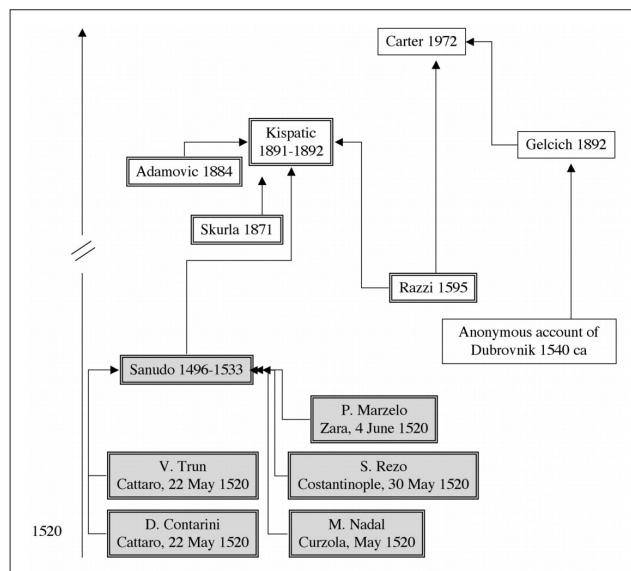 Carter 1972
Kispatic
1891-1892
Gelcich 1892
Adamovic 1884
Skurla 1871
Razzi 1595
Anonymous account of
Dubrovnik 1540 ca
Sanudo 1496-1533
P. Marzelo
Zara, 4 June 1520
V. Trun
Cattaro, 22 May 1520
S. Rezo
Costantinople, 30 May 1520
1520
D. Contarini
Cattaro, 22 May 1520
M. Nadal
Curzola, May 1520